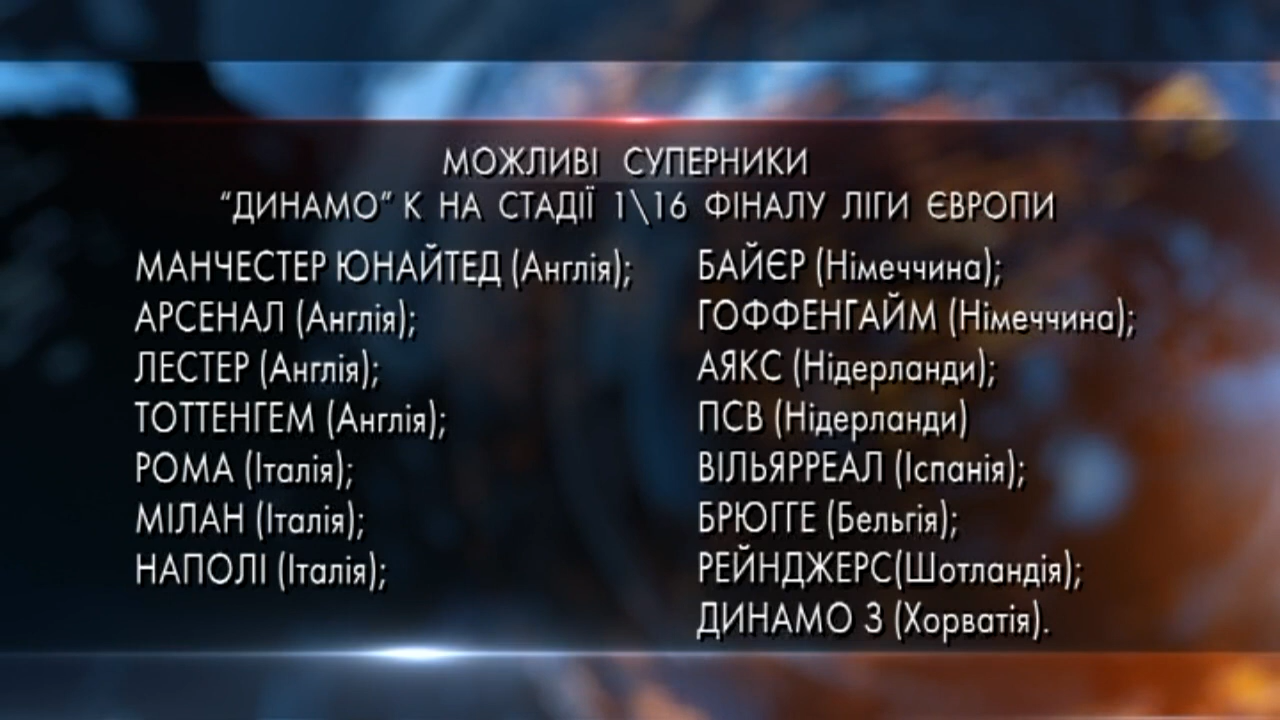 МОЖЛИВІ СУПЕРНИКИ
“ДИНАМО” К НА СТАДІЇ 1\16 ФІНАЛУ ЛІГИ ЄВРОПИ
МАНЧЕСТЕР ЮНАЙТЕД (Англія);
АРСЕНАЛ (Англія);
ЛЕСТЕР (Англія);
ТОТТЕНГЕМ (Англія);
РОМА (Італія);
МІЛАН (Італія);
НАПОЛІ (Італія);
БАЙЄР (Німеччина);
ГОФФЕНГАЙМ (Німеччина);
АЯКС (Нідерланди);
ПСВ (Нідерланди)
ВІЛЬЯРРЕАЛ (Іспанія);
БРЮГГЕ (Бельгія);
РЕЙНДЖЕРС(Шотландія);
ДИНАМО З (Хорватія).